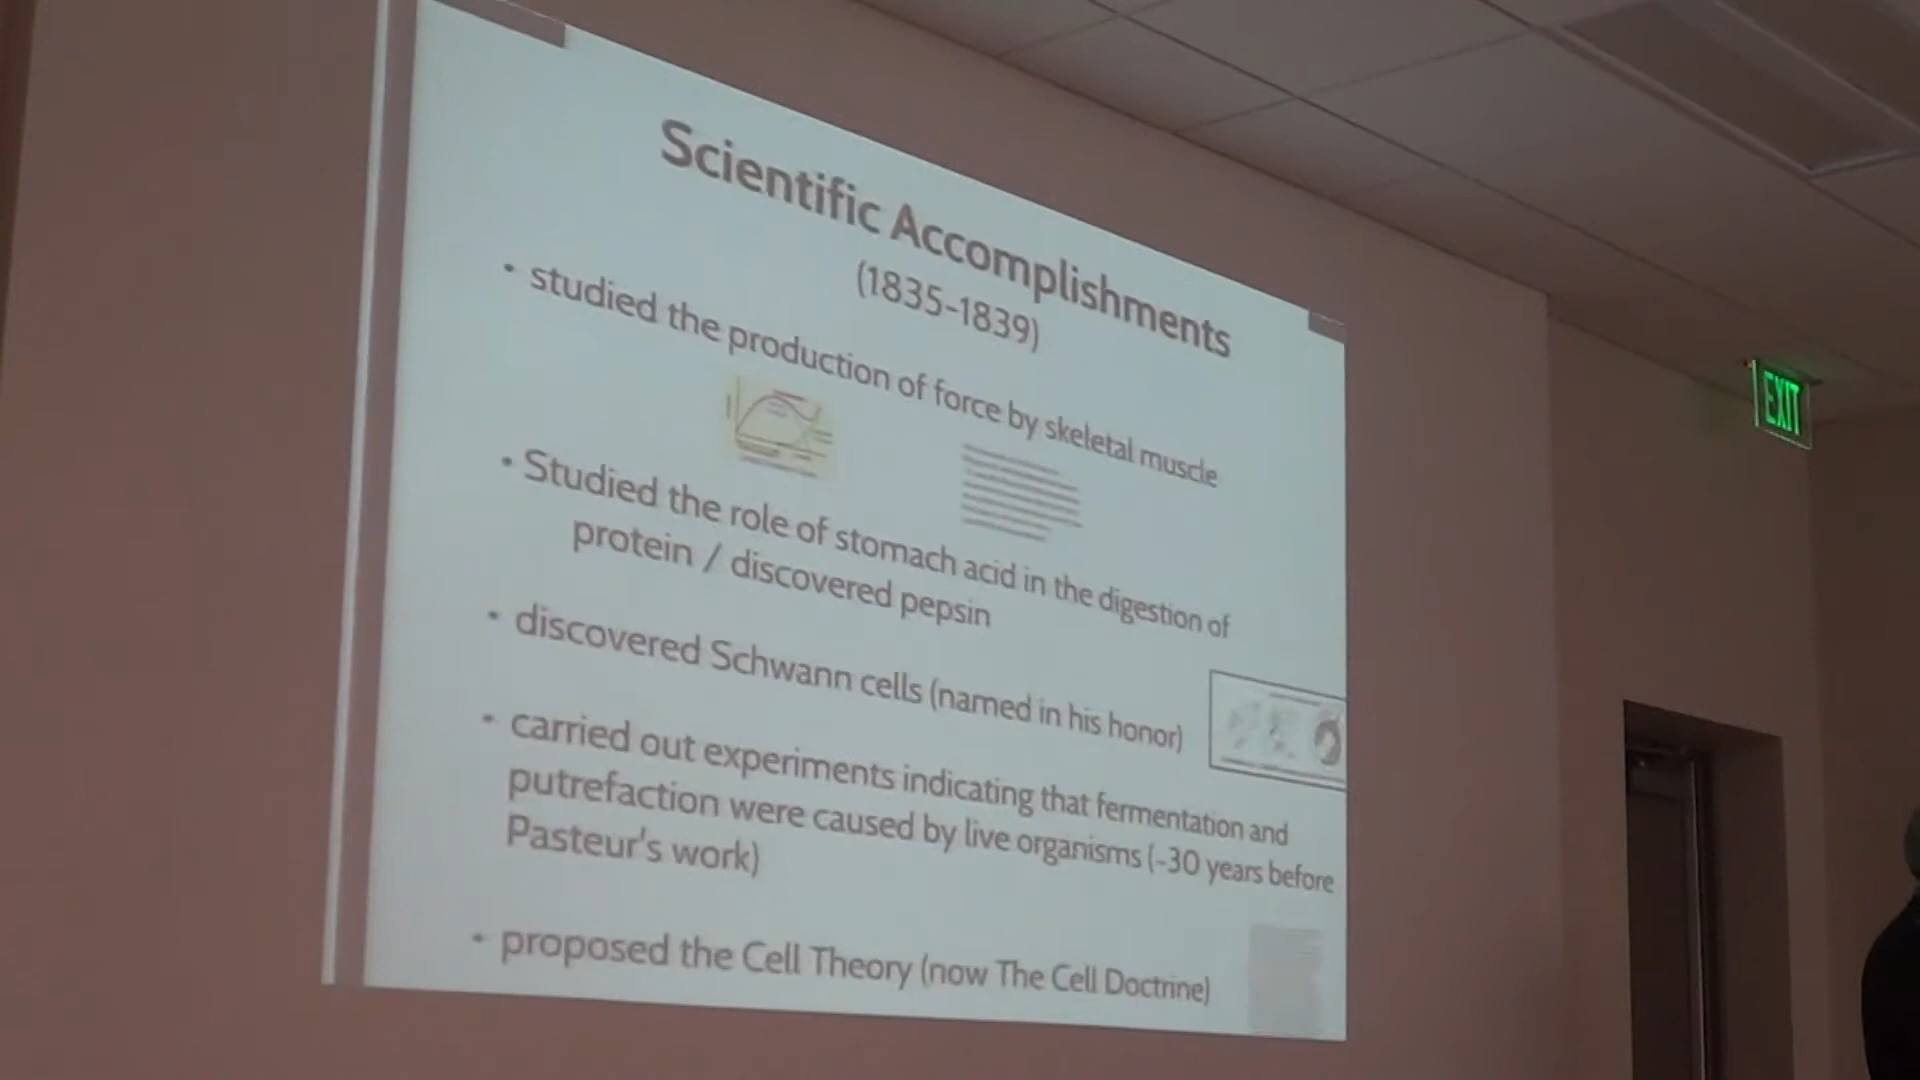 Scientific Accomplishments
(1835-1839)
• studied the production of force by skeletal muscle
• Studied the role of stomach acid in the digestion of
protein / discovered pepsin
• discovered Schwann cells (named in his honor)
• carried out experiments indicating that fermentation and
putrefaction were caused by live organisms (~30 years before
Pasteur's work)
• proposed the Cell Theory (now The Cell Doctrine)
EXIT